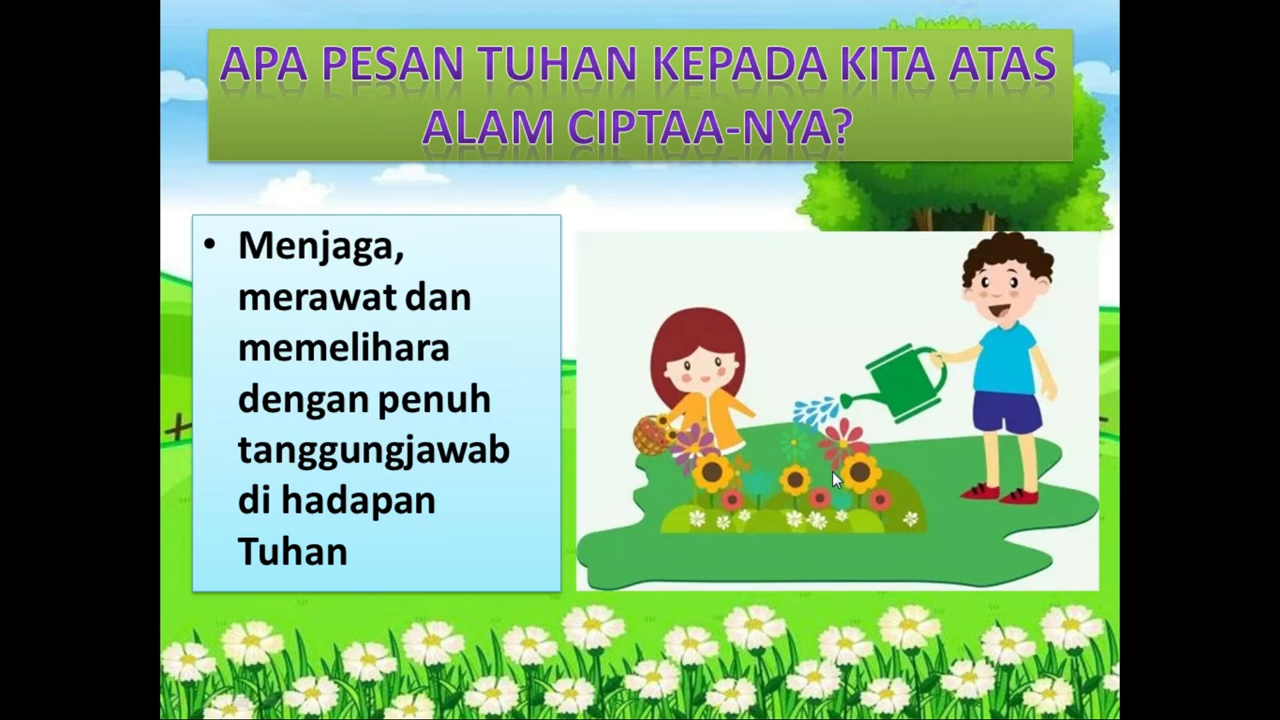 APA PESAN TUHAN KEPADA KITA ATAS
ALAM CIPTAA-NYA?
• Menjaga,
merawat dan
memelihara
dengan penuh
tanggungjawab
di hadapan
Tuhan